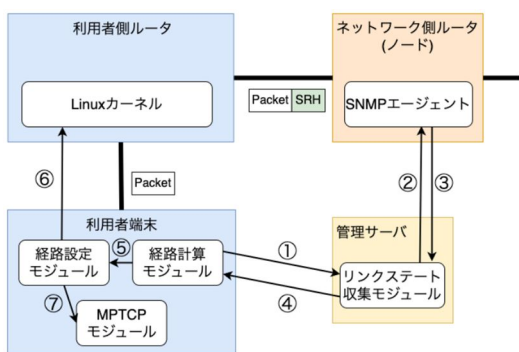 利用者側ルータ
Linuxカーネル
ネットワーク側ルータ
(ノード)
SNMPエージェント
Packet SRH
Packet
⑥
②
③
利用者端末
経路設定
モジュール
⑤
経路計算
モジュール
①
④
⑦
MPTCP
モジュール
管理サーバ
リンクステート
収集モジュール